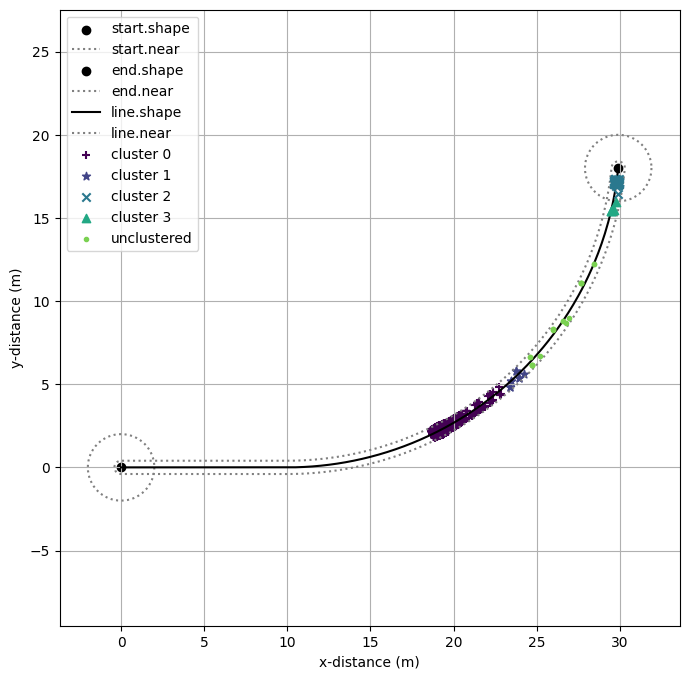 start.shape
start.near
end.shape
end.near
line.shape
line.near
cluster 0
cluster 1
cluster 2
cluster 3
unclustered
25
20
15
10
5
0
−5
y-distance (m)
0 5 10 15 20 25 30
x-distance (m)